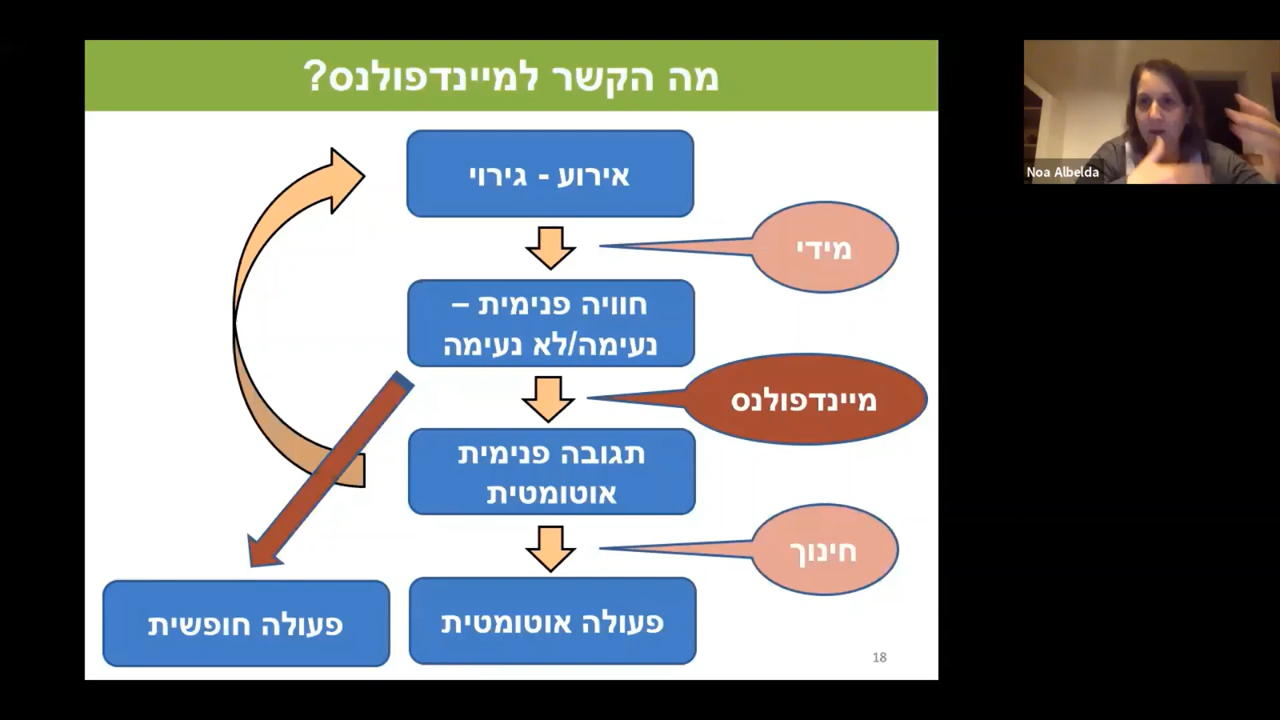 מה הקשר למיינדפולנס?
אירוע - גירוי
מידי
חוויה פנימית –
נעימה/לא נעימה
מיינדפולנס
תגובה פנימית
אוטומטית
חינוך
פעולה אוטומטית
פעולה חופשית
18
Noa Albelda